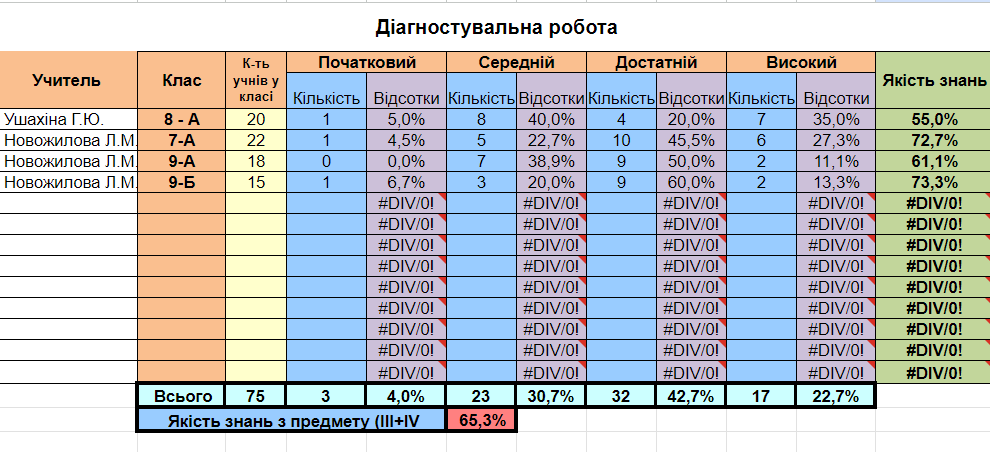 Діагностувальна робота
Учитель Клас К-ть учнів у класі Початковий Середній Достатній Високий Якість знань
Кількість Відсотки Кількість Відсотки Кількість Відсотки Кількість Відсотки
Ушахіна Г.Ю. 8 - А 20 1 5,0% 8 40,0% 4 20,0% 7 35,0% 55,0%
Новожилова Л.М. 7-А 22 1 4,5% 5 22,7% 10 45,5% 6 27,3% 72,7%
Новожилова Л.М. 9-А 18 0 0,0% 7 38,9% 9 50,0% 2 11,1% 61,1%
Новожилова Л.М. 9-Б 15 1 6,7% 3 20,0% 9 60,0% 2 13,3% 73,3%
#DIV/0! #DIV/0! #DIV/0! #DIV/0! #DIV/0!
#DIV/0! #DIV/0! #DIV/0! #DIV/0! #DIV/0!
#DIV/0! #DIV/0! #DIV/0! #DIV/0! #DIV/0!
#DIV/0! #DIV/0! #DIV/0! #DIV/0! #DIV/0!
#DIV/0! #DIV/0! #DIV/0! #DIV/0! #DIV/0!
#DIV/0! #DIV/0! #DIV/0! #DIV/0! #DIV/0!
#DIV/0! #DIV/0! #DIV/0! #DIV/0! #DIV/0!
#DIV/0! #DIV/0! #DIV/0! #DIV/0! #DIV/0!
#DIV/0! #DIV/0! #DIV/0! #DIV/0! #DIV/0!
Всього 75 3 4,0% 23 30,7% 32 42,7% 17 22,7%
Якість знань з предмету (III+IV 65,3%